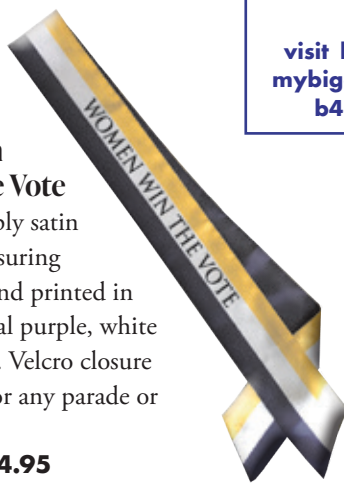 visit
mybig
b4
WOMEN WIN THE VOTE
e Vote
ply satin
suring
nd printed in
al purple, white
. Velcro closure
or any parade or
4.95